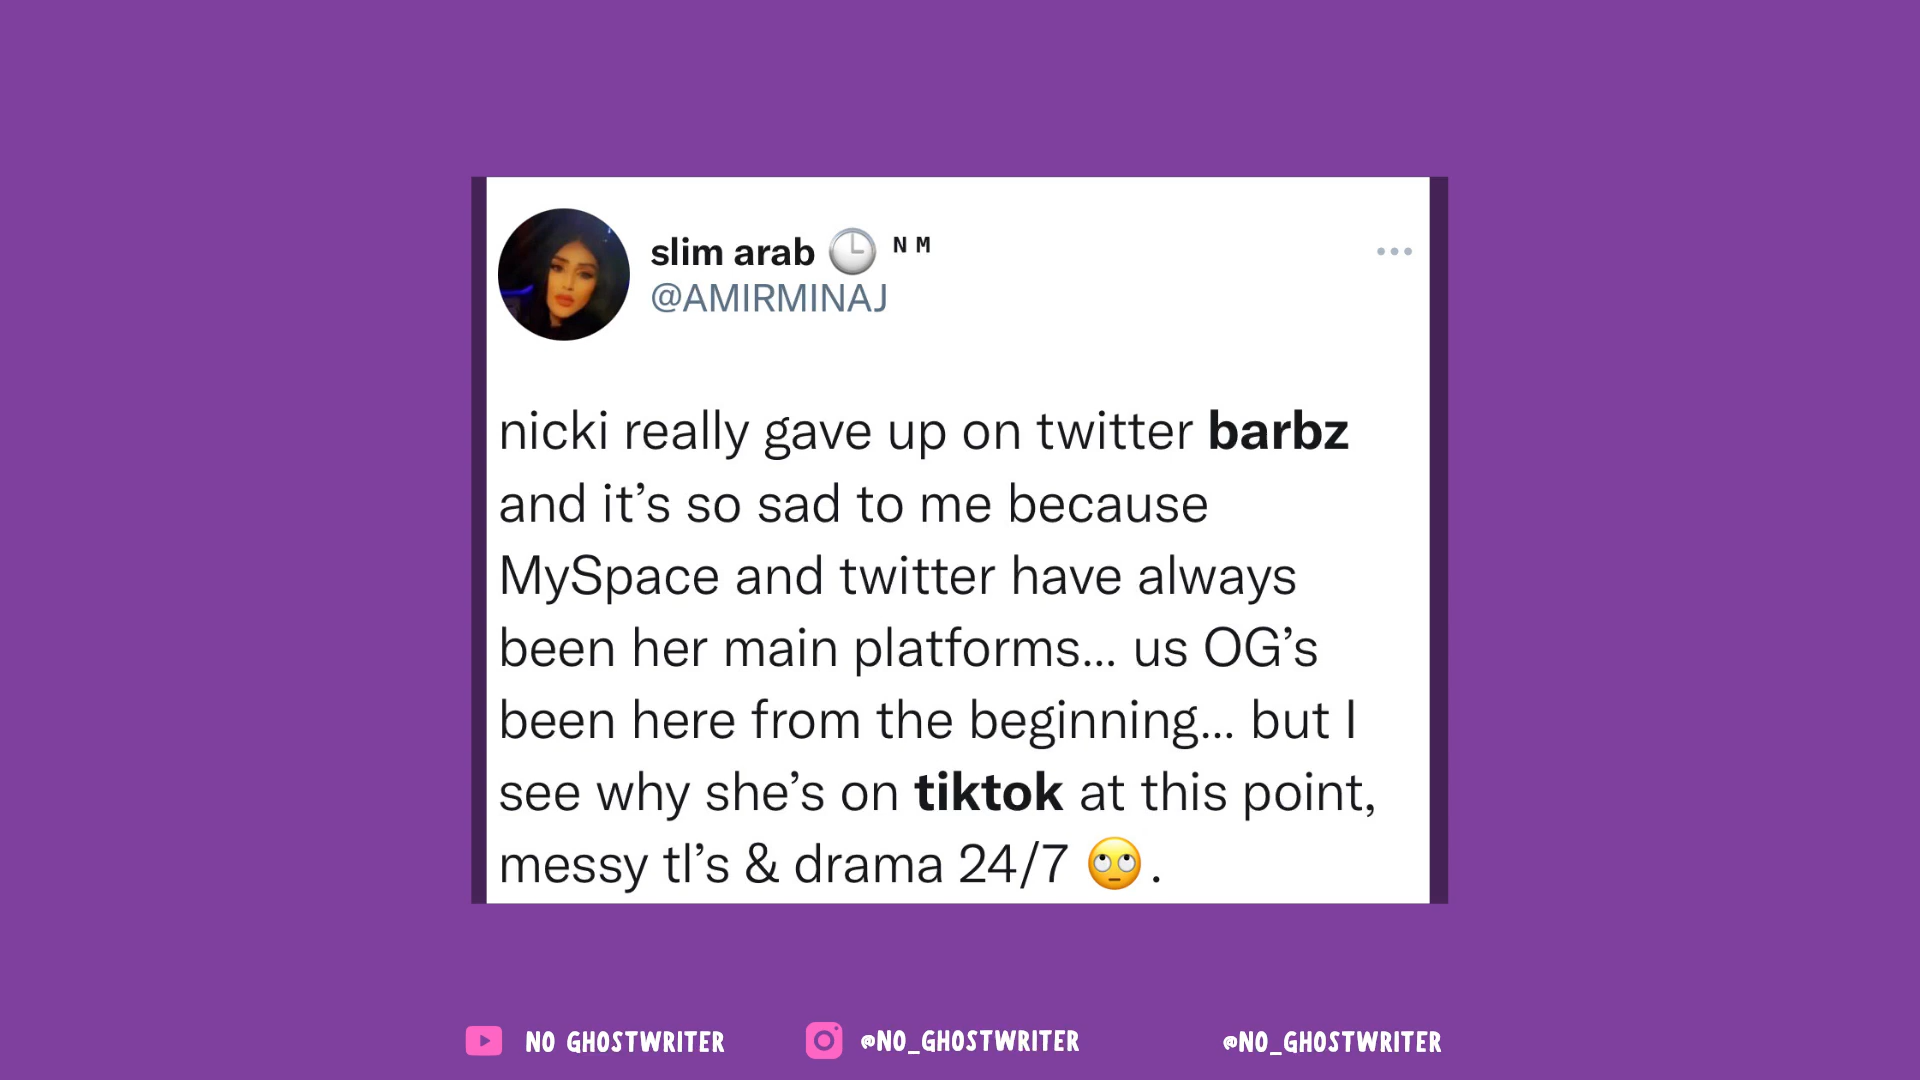 slim arab 🕒 ᴺ ᴹ
@AMIRMINAJ
nicki really gave up on twitter barbz
and it’s so sad to me because
MySpace and twitter have always
been her main platforms... us OG’s
been here from the beginning... but I
see why she’s on tiktok at this point,
messy tl’s & drama 24/7 🙄.
NO GHOSTWRITER
@NO_GHOSTWRITER
@NO_GHOSTWRITER